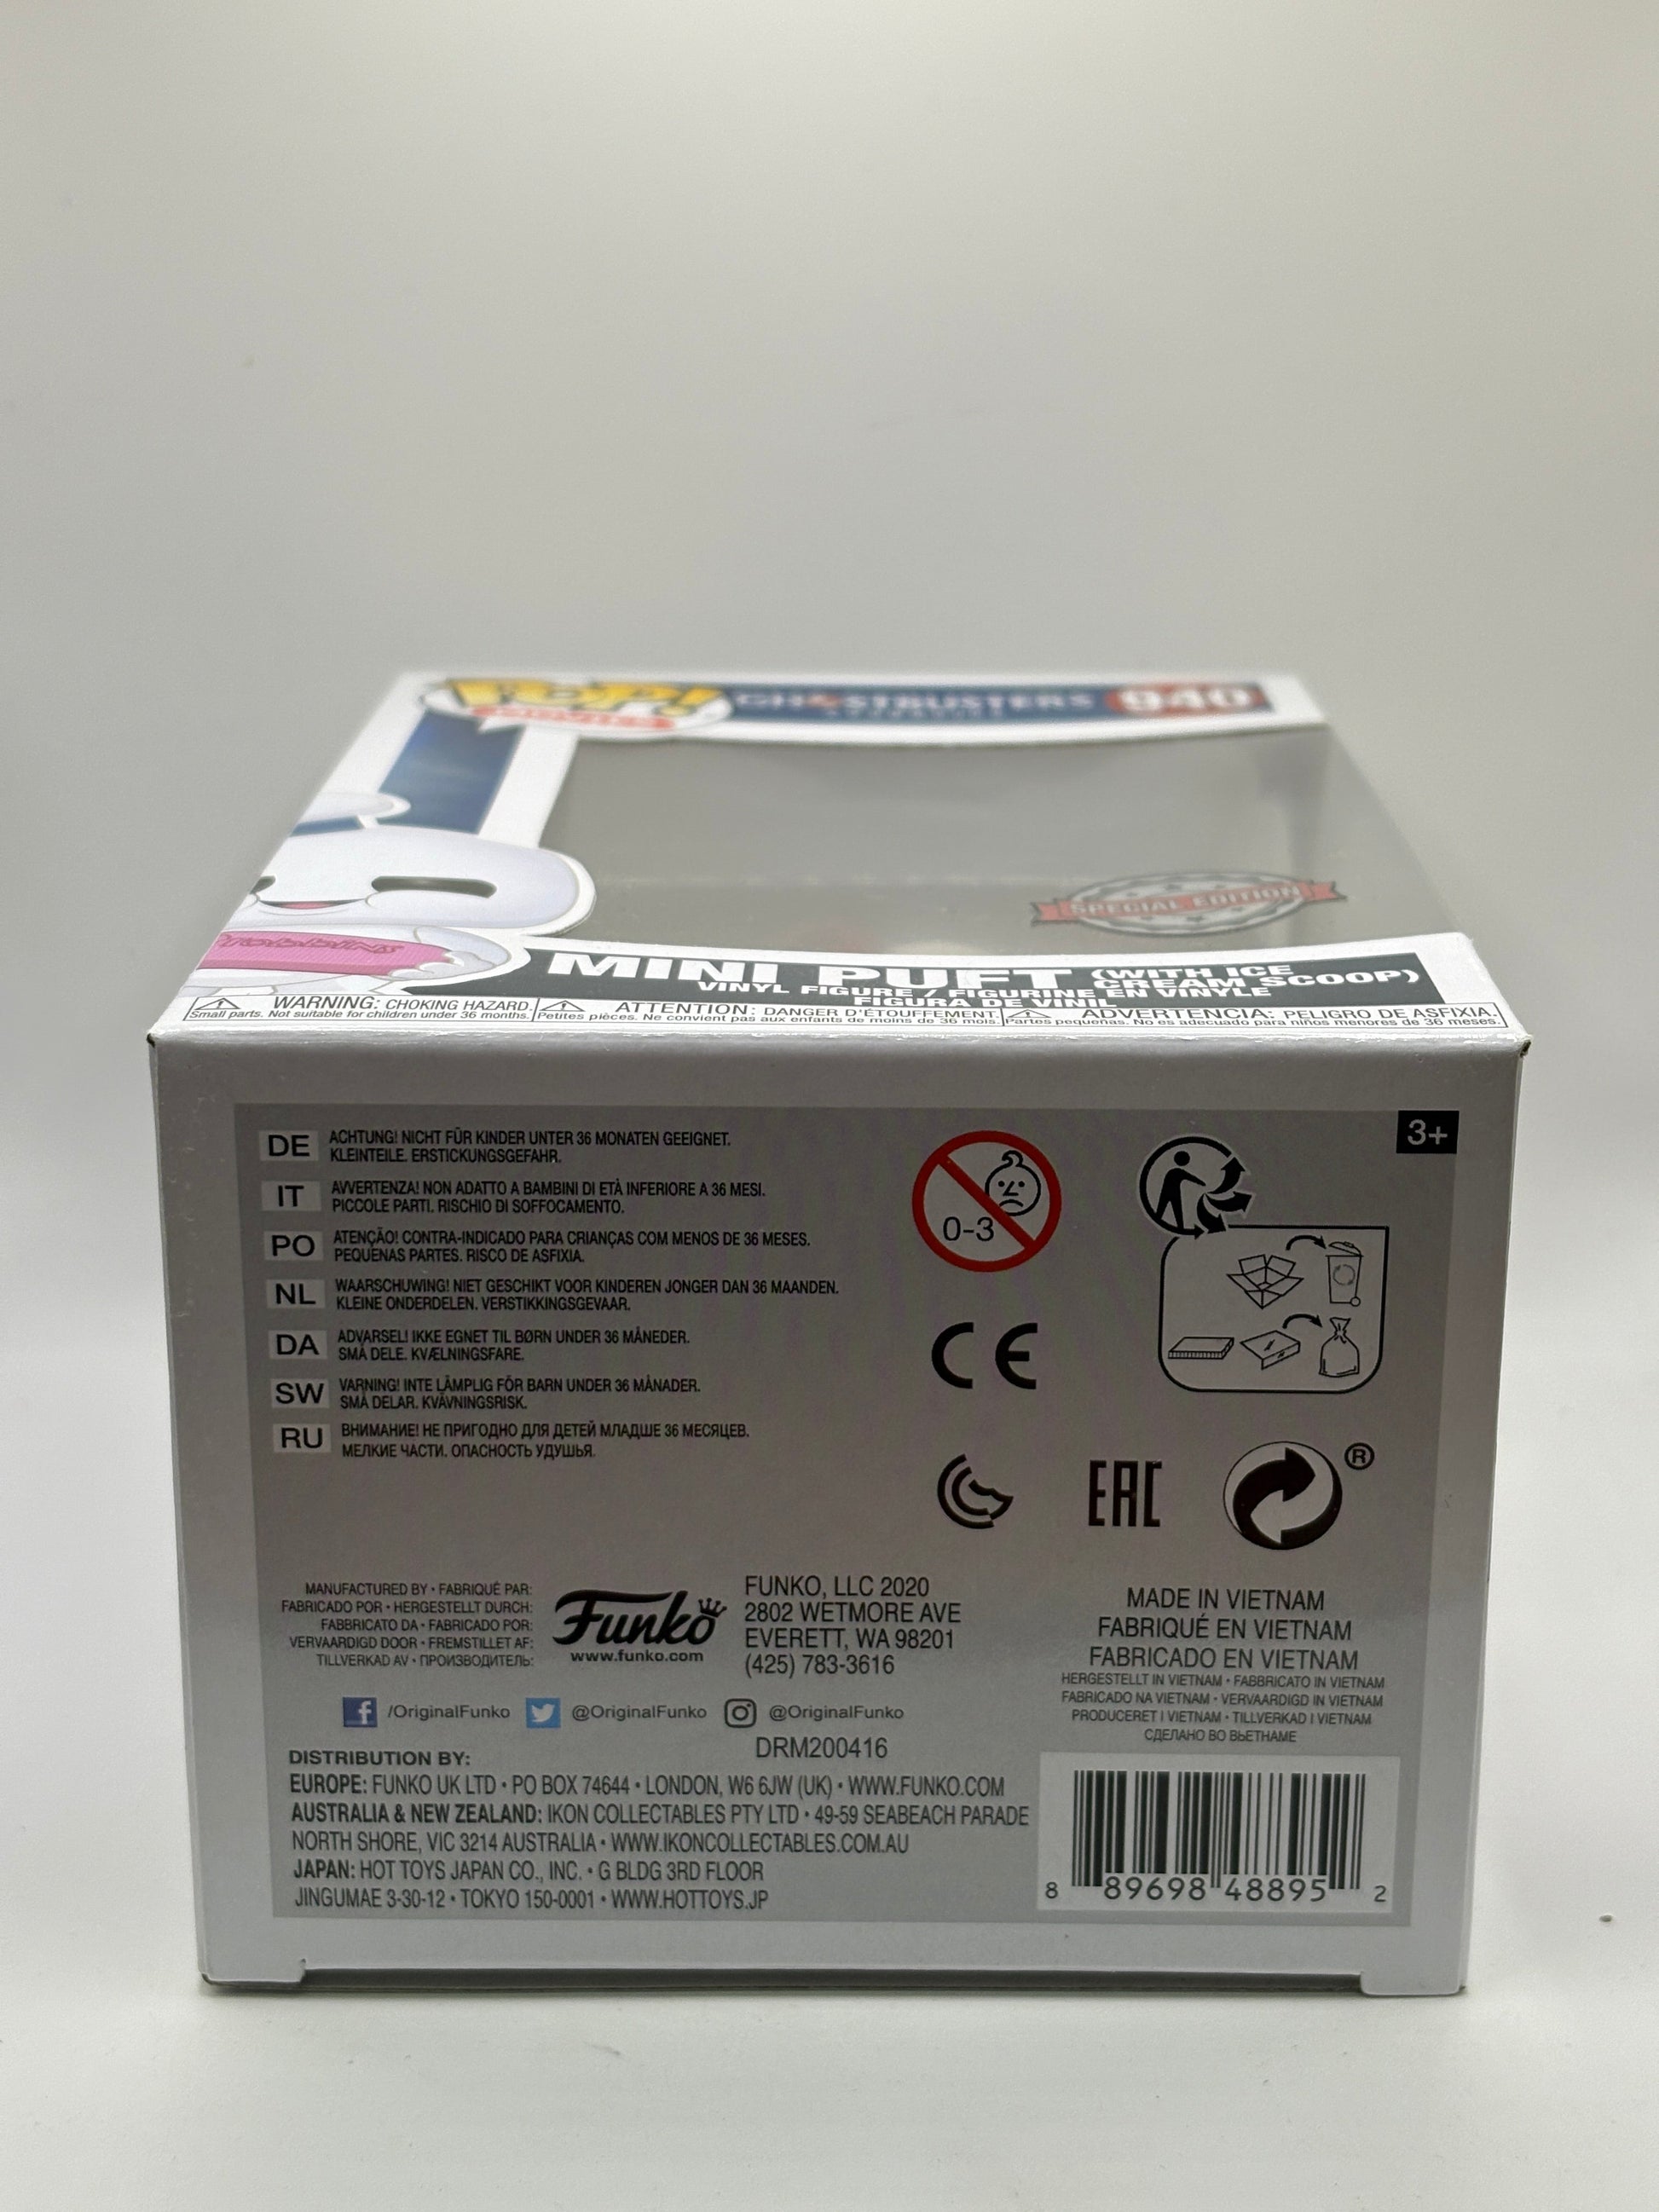 POP!
GHOSTBUSTERS
940
SPECIAL EDITION
Robbins
MINI PUFT (WITH ICE CREAM SCOOP)
VINYL FIGURE / FIGURINE EN VINYLE
FIGURA DE VINIL
WARNING: CHOKING HAZARD.
Small parts. Not suitable for children under 36 months.
ATTENTION: DANGER D'ÉTOUFFEMENT.
Petites pièces. Ne convient pas aux enfants de moins de 36 mois.
ADVERTENCIA: PELIGRO DE ASFIXIA.
Partes pequeñas. No es adecuado para niños menores de 36 meses.
3+
DE ACHTUNG! NICHT FÜR KINDER UNTER 36 MONATEN GEEIGNET.
KLEINTEILE. ERSTICKUNGSGEFAHR.
IT AVVERTENZA! NON ADATTO A BAMBINI DI ETÀ INFERIORE A 36 MESI.
PICCOLE PARTI. RISCHIO DI SOFFOCAMENTO.
PO ATENÇÃO! CONTRA-INDICADO PARA CRIANÇAS COM MENOS DE 36 MESES.
PEQUENAS PARTES. RISCO DE ASFIXIA.
NL WAARSCHUWING! NIET GESCHIKT VOOR KINDEREN JONGER DAN 36 MAANDEN.
KLEINE ONDERDELEN. VERSTIKKINGSGEVAAR.
DA ADVARSEL! IKKE EGNET TIL BØRN UNDER 36 MÅNEDER.
SMÅ DELE. KVÆLNINGSFARE.
SW VARNING! INTE LÄMPLIG FÖR BARN UNDER 36 MÅNADER.
SMÅ DELAR. KVÄVNINGSRISK.
RU ВНИМАНИЕ! НЕ ПРИГОДНО ДЛЯ ДЕТЕЙ МЛАДШЕ 36 МЕСЯЦЕВ.
МЕЛКИЕ ЧАСТИ. ОПАСНОСТЬ УДУШЬЯ.
0-3
CE
EAC
®
MANUFACTURED BY • FABRIQUÉ PAR:
FABRICADO POR • HERGESTELLT DURCH:
FABBRICATO DA • FABRICADO POR:
VERVAARDIGD DOOR • FREMSTILLET AF:
TILLVERKAD AV • ПРОИЗВОДИТЕЛЬ:
Funko
www.funko.com
FUNKO, LLC 2020
2802 WETMORE AVE
EVERETT, WA 98201
(425) 783-3616
MADE IN VIETNAM
FABRIQUÉ EN VIETNAM
FABRICADO EN VIETNAM
HERGESTELLT IN VIETNAM • FABBRICATO IN VIETNAM
FABRICADO NA VIETNAM • VERVAARDIGD IN VIETNAM
PRODUCERET I VIETNAM • TILLVERKAD I VIETNAM
СДЕЛАНО ВО ВЬЕТНАМЕ
/OriginalFunko @OriginalFunko @OriginalFunko
DRM200416
DISTRIBUTION BY:
EUROPE: FUNKO UK LTD • PO BOX 74644 • LONDON, W6 6JW (UK) • WWW.FUNKO.COM
AUSTRALIA & NEW ZEALAND: IKON COLLECTABLES PTY LTD • 49-59 SEABEACH PARADE
NORTH SHORE, VIC 3214 AUSTRALIA • WWW.IKONCOLLECTABLES.COM.AU
JAPAN: HOT TOYS JAPAN CO., INC. • G BLDG 3RD FLOOR
JINGUMAE 3-30-12 • TOKYO 150-0001 • WWW.HOTTOYS.JP
8 89698 48895 2